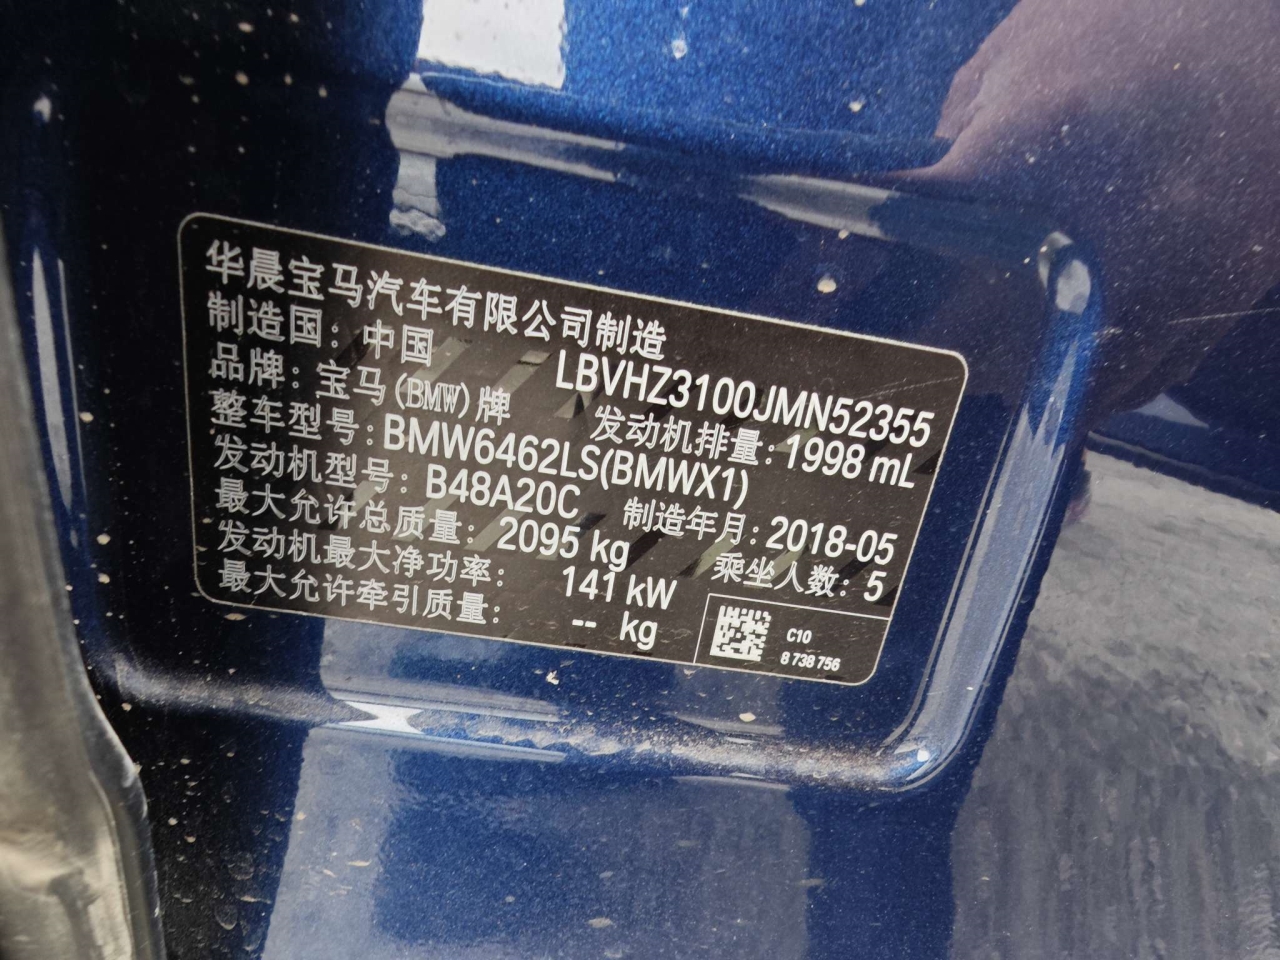 华晨宝马汽车有限公司制造
制造国：中国 LBVHZ3100JMN52355
品牌：宝马(BMW)牌 发动机排量：1998 mL
整车型号：BMW6462LS(BMWX1)
发动机型号：B48A20C 制造年月：2018-05
最大允许总质量：2095 kg 乘坐人数：5
发动机最大净功率：141 kW
最大允许牵引质量：-- kg
C10
8 738 756